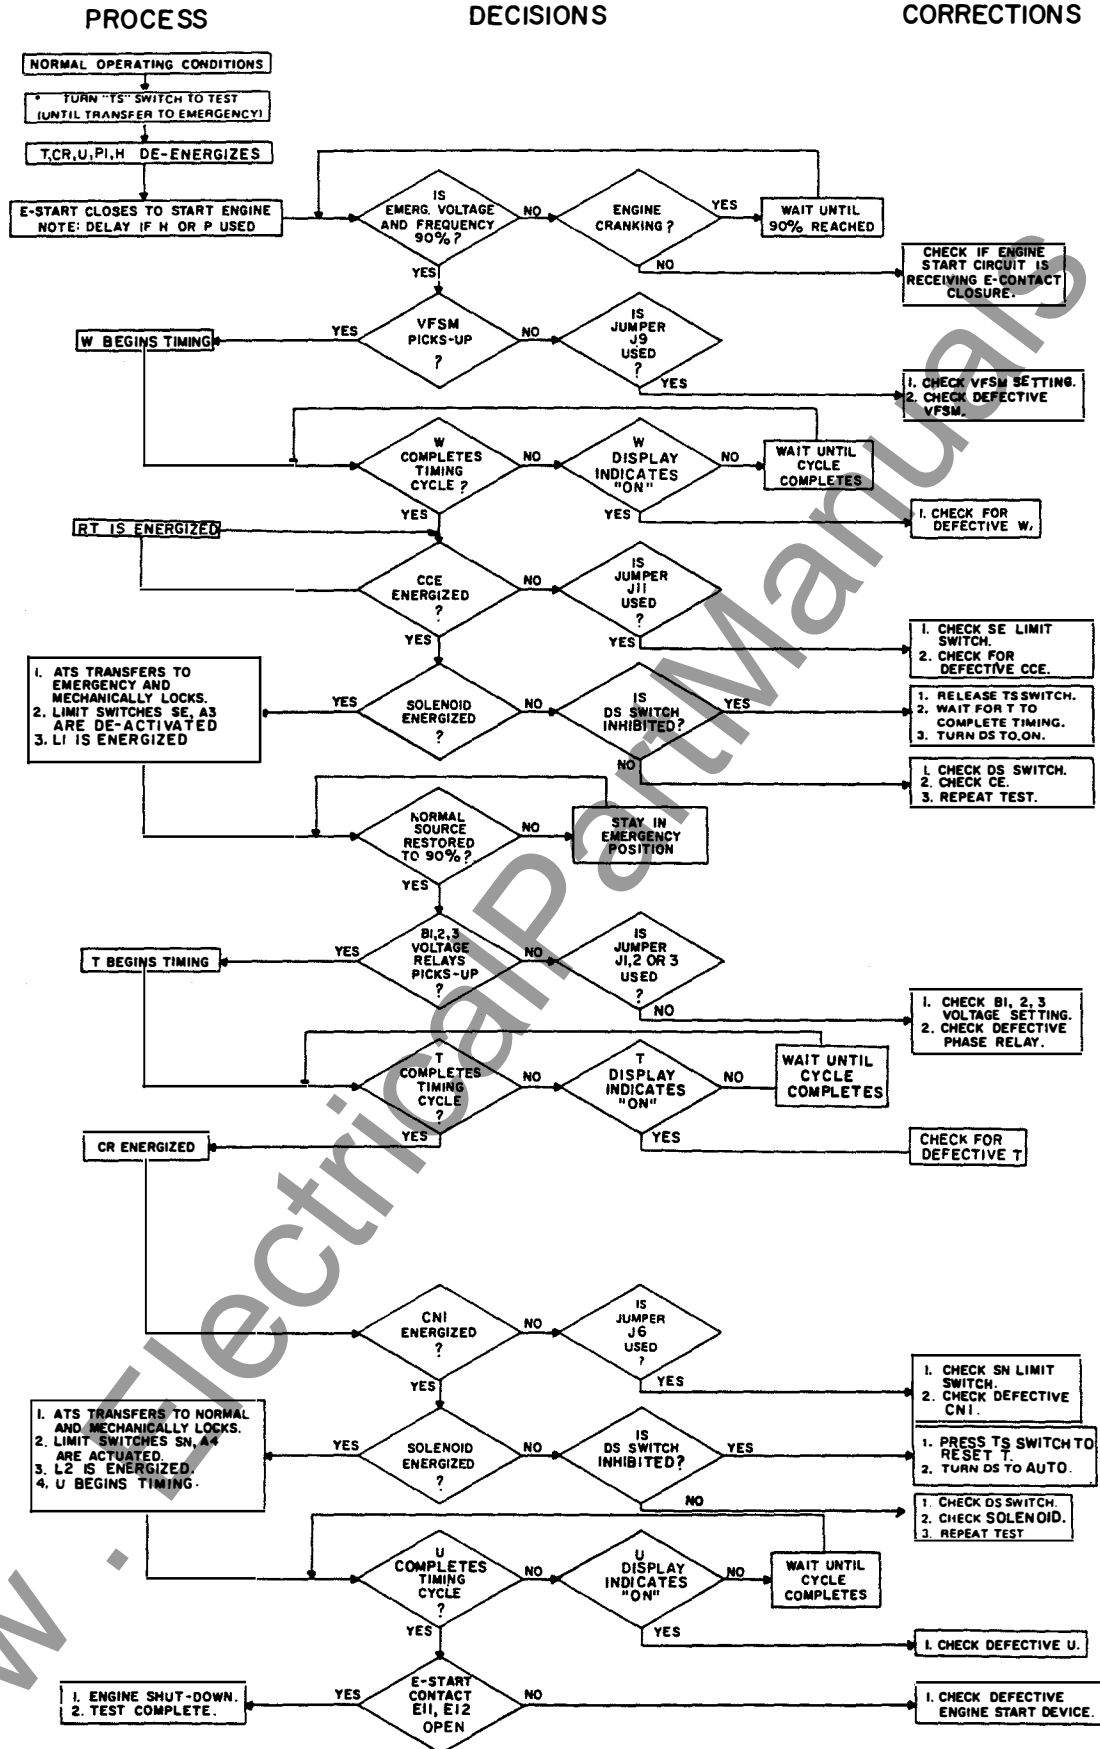 PROCESS
DECISIONS
CORRECTIONS
NORMAL OPERATING CONDITIONS
* TURN "TS" SWITCH TO TEST
(UNTIL TRANSFER TO EMERGENCY)
T,CR,U,P1,H DE-ENERGIZES
E-START CLOSES TO START ENGINE
NOTE: DELAY IF H OR P USED
IS
EMERG. VOLTAGE
AND FREQUENCY
90%?
NO
YES
ENGINE
CRANKING?
YES
NO
WAIT UNTIL
90% REACHED
CHECK IF ENGINE
START CIRCUIT IS
RECEIVING E-CONTACT
CLOSURE.
W BEGINS TIMING
YES
VFSM
PICKS-UP
?
NO
IS
JUMPER
J9
USED
?
YES
1. CHECK VFSM SETTING.
2. CHECK DEFECTIVE
VFSM.
W
COMPLETES
TIMING
CYCLE?
NO
YES
W
DISPLAY
INDICATES
"ON"
NO
YES
WAIT UNTIL
CYCLE
COMPLETES
1. CHECK FOR
DEFECTIVE W,
RT IS ENERGIZED
CCE
ENERGIZED
?
NO
YES
IS
JUMPER
J11
USED
?
YES
1. CHECK SE LIMIT
SWITCH.
2. CHECK FOR
DEFECTIVE CCE.
1. ATS TRANSFERS TO
EMERGENCY AND
MECHANICALLY LOCKS.
2. LIMIT SWITCHES SE, A3
ARE DE-ACTIVATED
3. L1 IS ENERGIZED
YES
SOLENOID
ENERGIZED
?
NO
IS
DS SWITCH
INHIBITED?
YES
NO
1. RELEASE TS SWITCH.
2. WAIT FOR T TO
COMPLETE TIMING.
3. TURN DS TO ON.
1. CHECK DS SWITCH.
2. CHECK CE.
3. REPEAT TEST.
NORMAL
SOURCE
RESTORED
TO 90%?
NO
YES
STAY IN
EMERGENCY
POSITION
T BEGINS TIMING
YES
B1,2,3
VOLTAGE
RELAYS
PICKS-UP
?
NO
IS
JUMPER
J1,2 OR 3
USED
?
NO
1. CHECK B1, 2, 3
VOLTAGE SETTING.
2. CHECK DEFECTIVE
PHASE RELAY.
T
COMPLETES
TIMING
CYCLE
?
NO
YES
T
DISPLAY
INDICATES
"ON"
NO
YES
WAIT UNTIL
CYCLE
COMPLETES
CHECK FOR
DEFECTIVE T
CR ENERGIZED
CN1
ENERGIZED
?
NO
YES
IS
JUMPER
J6
USED
?
YES
1. CHECK SN LIMIT
SWITCH.
2. CHECK DEFECTIVE
CN1.
1. ATS TRANSFERS TO NORMAL
AND MECHANICALLY LOCKS.
2. LIMIT SWITCHES SN, A4
ARE ACTUATED.
3. L2 IS ENERGIZED.
4. U BEGINS TIMING.
YES
SOLENOID
ENERGIZED
?
NO
IS
DS SWITCH
INHIBITED?
YES
NO
1. PRESS TS SWITCH TO
RESET T.
2. TURN DS TO AUTO.
1. CHECK DS SWITCH.
2. CHECK SOLENOID.
3. REPEAT TEST
U
COMPLETES
TIMING
CYCLE
?
NO
YES
U
DISPLAY
INDICATES
"ON"
NO
YES
WAIT UNTIL
CYCLE
COMPLETES
1. CHECK DEFECTIVE U.
1. ENGINE SHUT-DOWN.
2. TEST COMPLETE.
YES
E-START
CONTACT
E11, E12
OPEN
NO
1. CHECK DEFECTIVE
ENGINE START DEVICE.
w . ElectricalPartManuals